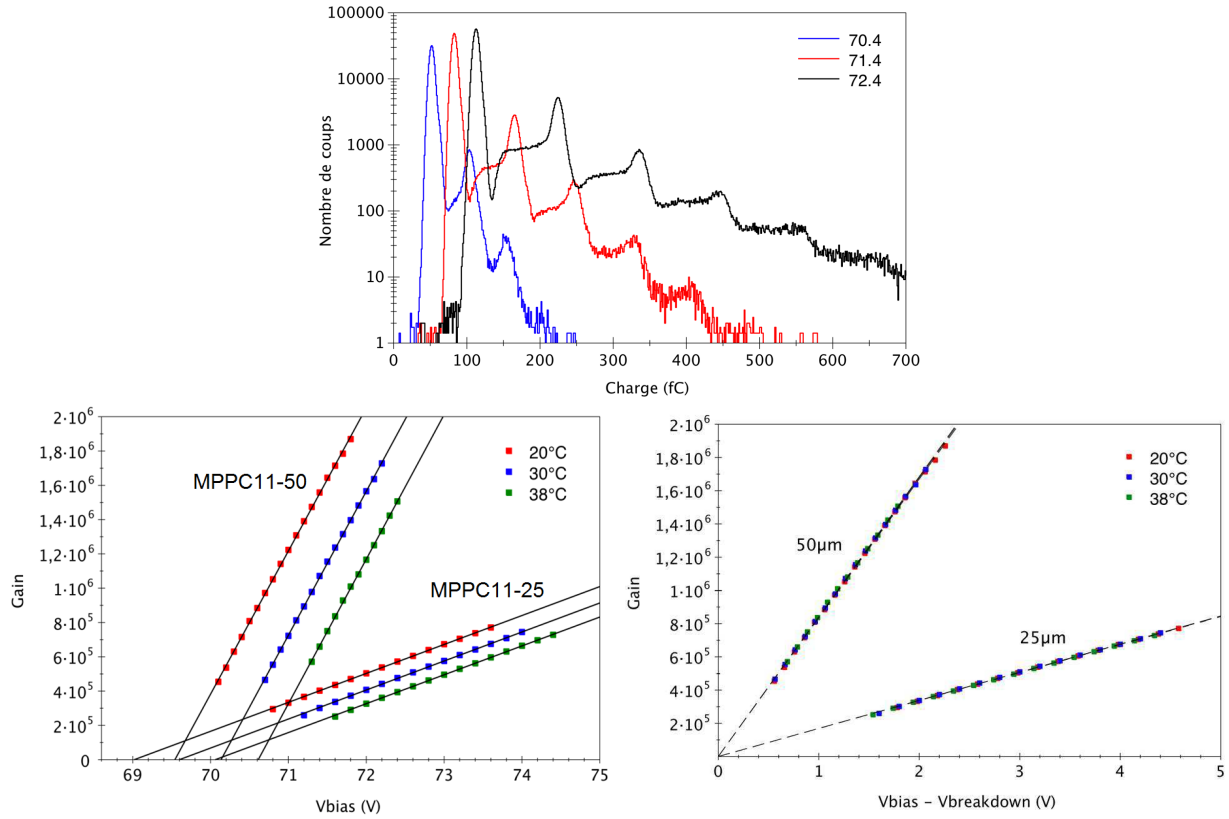 100000
10000
1000
100
10
1
Nombre de coups
70.4
71.4
72.4
0 100 200 300 400 500 600 700
Charge (fC)
2·10⁶
1,8·10⁶
1,6·10⁶
1,4·10⁶
1,2·10⁶
1·10⁶
8·10⁵
6·10⁵
4·10⁵
2·10⁵
0
Gain
MPPC11-50
20°C
30°C
38°C
MPPC11-25
69 70 71 72 73 74 75
Vbias (V)
2·10⁶
1,8·10⁶
1,6·10⁶
1,4·10⁶
1,2·10⁶
1·10⁶
8·10⁵
6·10⁵
4·10⁵
2·10⁵
Gain
20°C
30°C
38°C
50µm
25µm
0 1 2 3 4 5
Vbias – Vbreakdown (V)